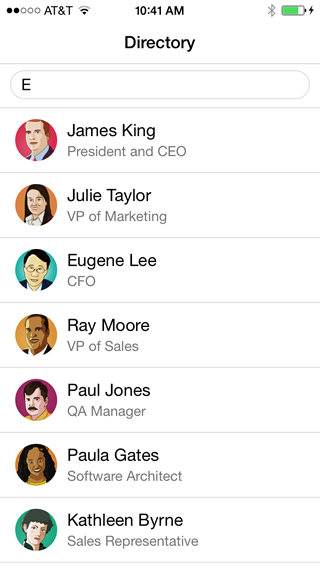 AT&T 10:41 AM
Directory
E
James King
President and CEO
Julie Taylor
VP of Marketing
Eugene Lee
CFO
Ray Moore
VP of Sales
Paul Jones
QA Manager
Paula Gates
Software Architect
Kathleen Byrne
Sales Representative